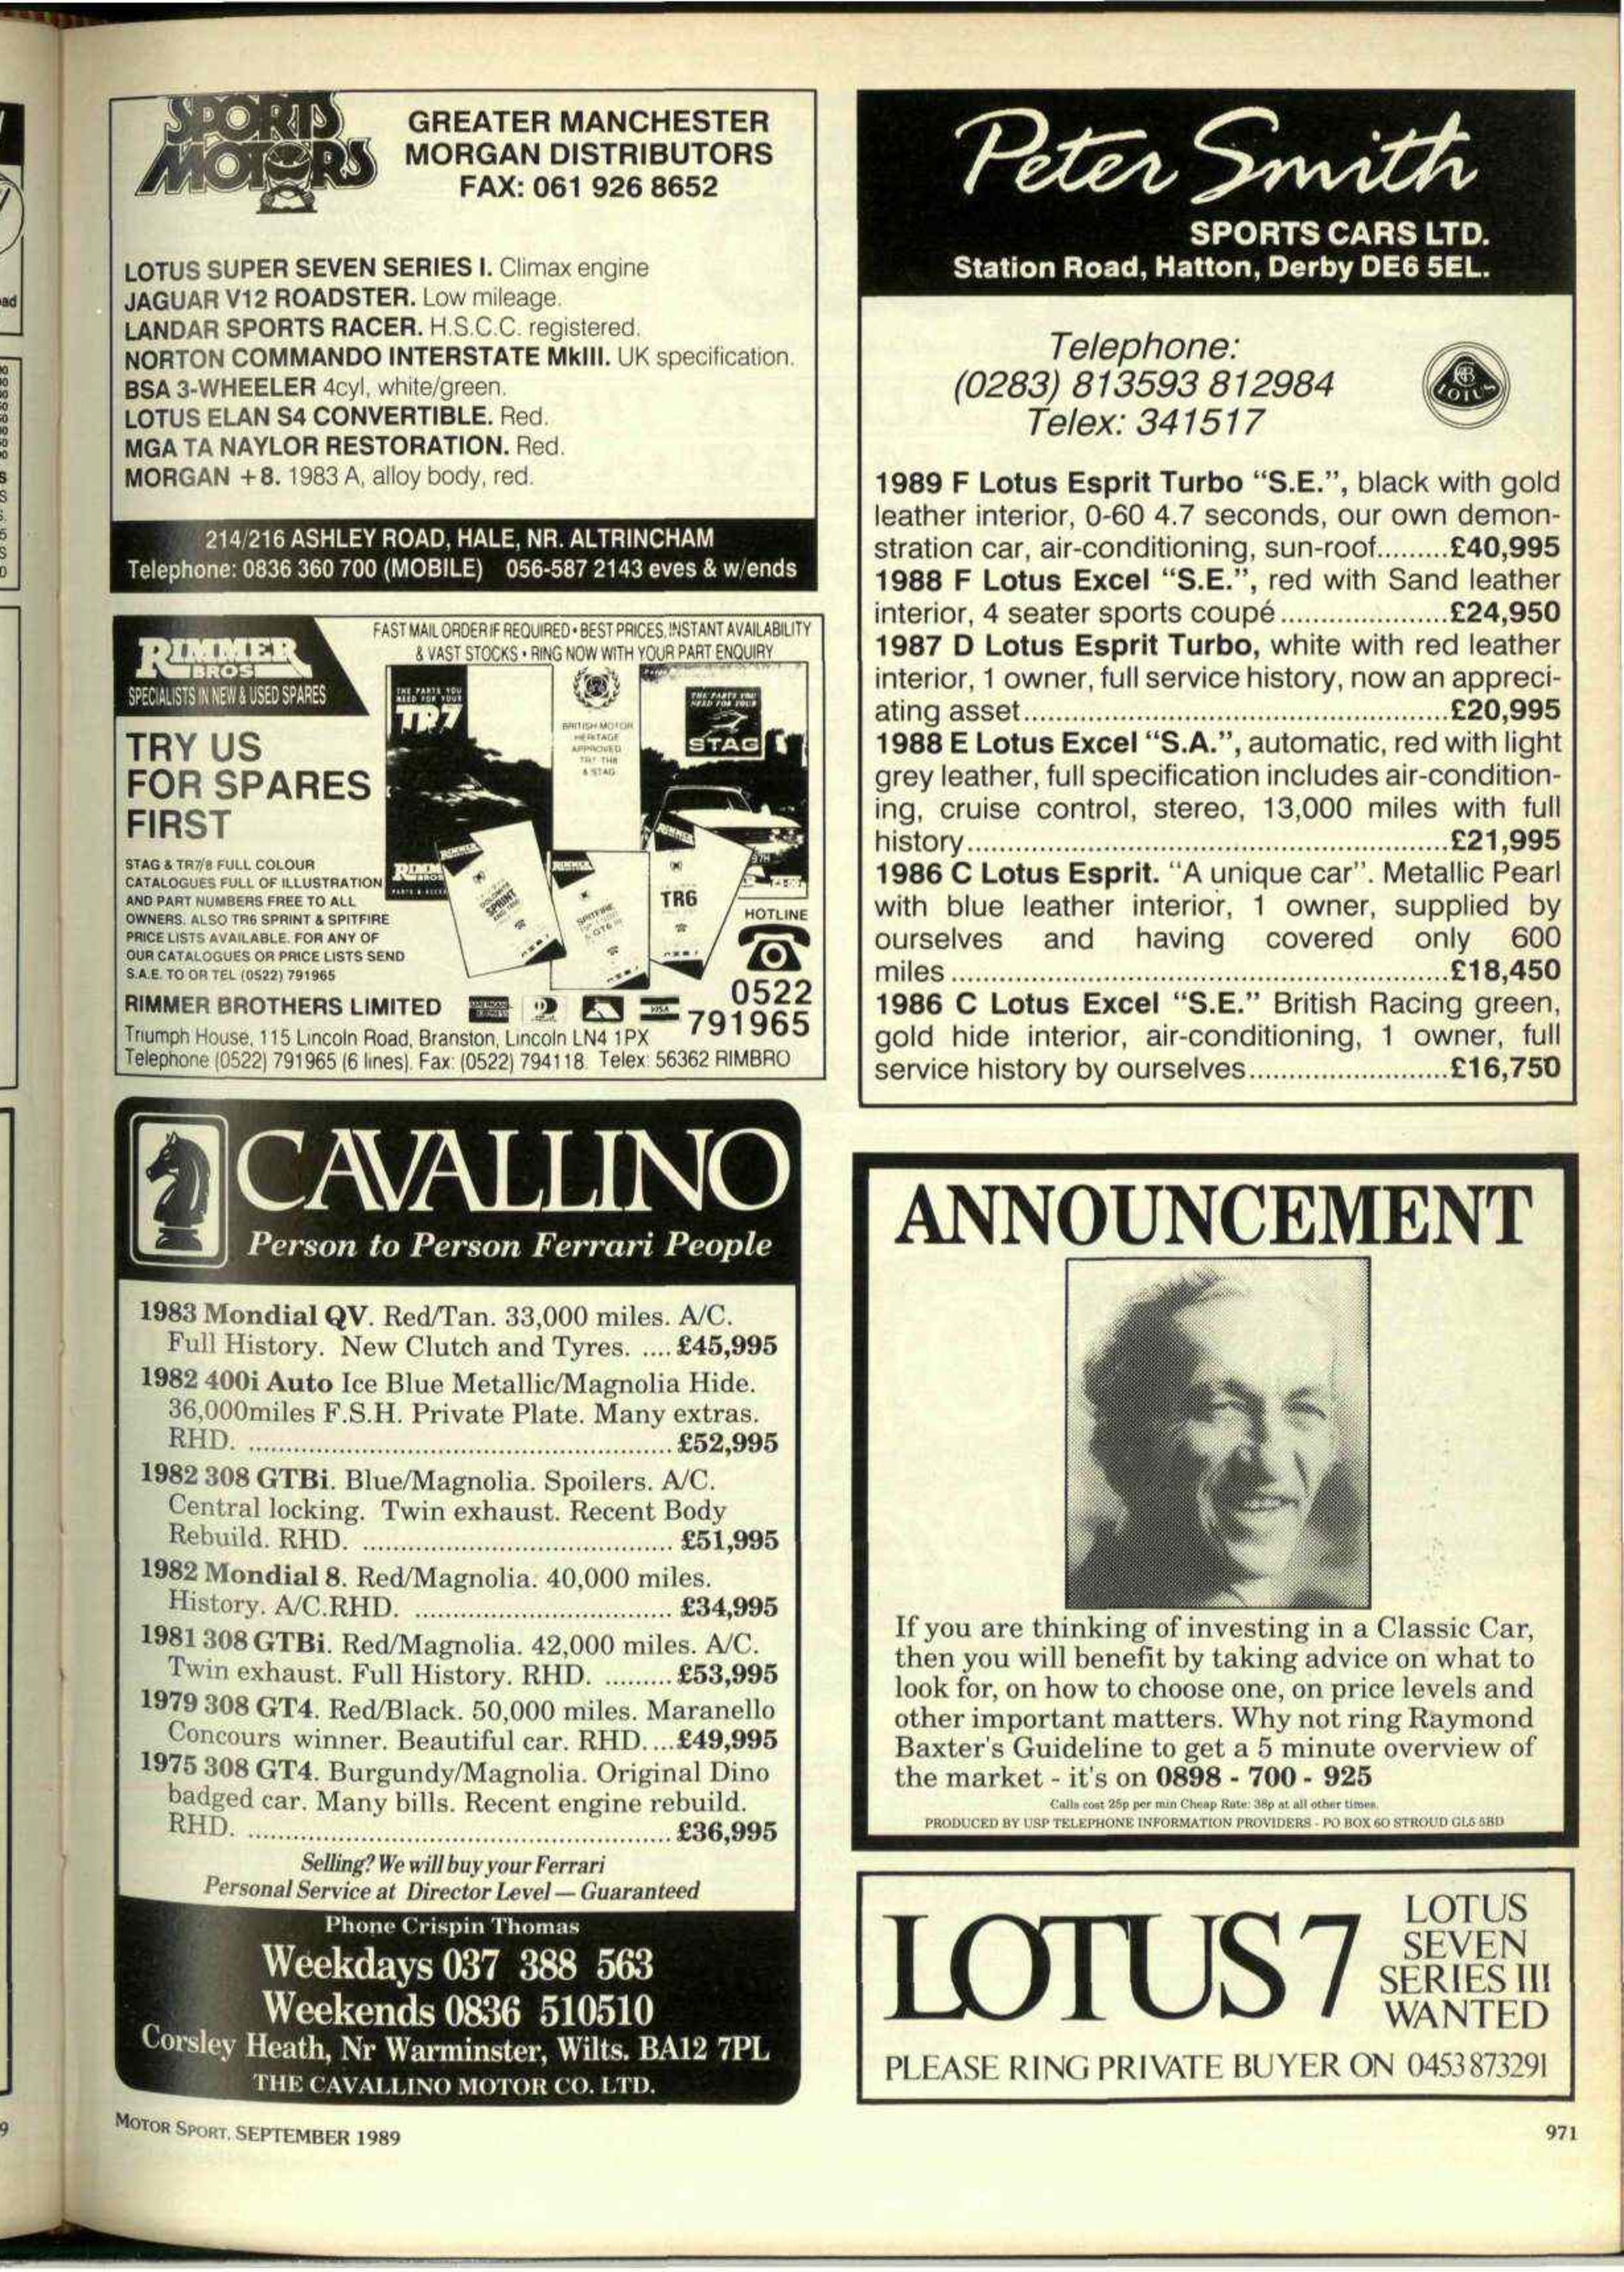 SPORTS
MOTORS
GREATER MANCHESTER
MORGAN DISTRIBUTORS
FAX: 061 926 8652
LOTUS SUPER SEVEN SERIES I. Climax engine
JAGUAR V12 ROADSTER. Low mileage.
LANDAR SPORTS RACER. H.S.C.C. registered.
NORTON COMMANDO INTERSTATE MkIII. UK specification.
BSA 3-WHEELER 4cyl, white/green.
LOTUS ELAN S4 CONVERTIBLE. Red.
MGA TA NAYLOR RESTORATION. Red.
MORGAN +8. 1983 A, alloy body, red.
214/216 ASHLEY ROAD, HALE, NR. ALTRINCHAM
Telephone: 0836 360 700 (MOBILE) 056-587 2143 eves & w/ends
RIMMER
BROS
SPECIALISTS IN NEW & USED SPARES
FAST MAIL ORDER IF REQUIRED • BEST PRICES, INSTANT AVAILABILITY
& VAST STOCKS • RING NOW WITH YOUR PART ENQUIRY
THE PARTS YOU
NEED FOR YOUR
TR7
BRITISH MOTOR
HERITAGE
APPROVED
TR7 TR8
& STAG
THE PARTS YOU
NEED FOR YOUR
STAG
TRY US
FOR SPARES
FIRST
STAG & TR7/8 FULL COLOUR
CATALOGUES FULL OF ILLUSTRATION
AND PART NUMBERS FREE TO ALL
OWNERS. ALSO TR6 SPRINT & SPITFIRE
PRICE LISTS AVAILABLE. FOR ANY OF
OUR CATALOGUES OR PRICE LISTS SEND
S.A.E. TO OR TEL (0522) 791965
RIMMER
SPRINT
RIMMER
SPITFIRE
GT6
RIMMER
TR6
HOTLINE
0522
791965
RIMMER BROTHERS LIMITED
VISA
Triumph House, 115 Lincoln Road, Branston, Lincoln LN4 1PX
Telephone (0522) 791965 (6 lines). Fax: (0522) 794118. Telex: 56362 RIMBRO
CAVALLINO
Person to Person Ferrari People
1983 Mondial QV. Red/Tan. 33,000 miles. A/C.
Full History. New Clutch and Tyres. .... £45,995
1982 400i Auto Ice Blue Metallic/Magnolia Hide.
36,000miles F.S.H. Private Plate. Many extras.
RHD. .......... £52,995
1982 308 GTBi. Blue/Magnolia. Spoilers. A/C.
Central locking. Twin exhaust. Recent Body
Rebuild. RHD. .......... £51,995
1982 Mondial 8. Red/Magnolia. 40,000 miles.
History. A/C.RHD. .......... £34,995
1981 308 GTBi. Red/Magnolia. 42,000 miles. A/C.
Twin exhaust. Full History. RHD. ......... £53,995
1979 308 GT4. Red/Black. 50,000 miles. Maranello
Concours winner. Beautiful car. RHD. ... £49,995
1975 308 GT4. Burgundy/Magnolia. Original Dino
badged car. Many bills. Recent engine rebuild.
RHD. .......... £36,995
Selling? We will buy your Ferrari
Personal Service at Director Level — Guaranteed
Phone Crispin Thomas
Weekdays 037 388 563
Weekends 0836 510510
Corsley Heath, Nr Warminster, Wilts. BA12 7PL
THE CAVALLINO MOTOR CO. LTD.
Peter Smith
SPORTS CARS LTD.
Station Road, Hatton, Derby DE6 5EL.
Telephone:
(0283) 813593 812984
Telex: 341517
LOTUS
1989 F Lotus Esprit Turbo “S.E.”, black with gold
leather interior, 0-60 4.7 seconds, our own demon-
stration car, air-conditioning, sun-roof.........£40,995
1988 F Lotus Excel “S.E.”, red with Sand leather
interior, 4 seater sports coupé..........£24,950
1987 D Lotus Esprit Turbo, white with red leather
interior, 1 owner, full service history, now an appreci-
ating asset..........£20,995
1988 E Lotus Excel “S.A.”, automatic, red with light
grey leather, full specification includes air-condition-
ing, cruise control, stereo, 13,000 miles with full
history..........£21,995
1986 C Lotus Esprit. “A unique car”. Metallic Pearl
with blue leather interior, 1 owner, supplied by
ourselves and having covered only 600
miles..........£18,450
1986 C Lotus Excel “S.E.” British Racing green,
gold hide interior, air-conditioning, 1 owner, full
service history by ourselves..........£16,750
ANNOUNCEMENT
If you are thinking of investing in a Classic Car,
then you will benefit by taking advice on what to
look for, on how to choose one, on price levels and
other important matters. Why not ring Raymond
Baxter's Guideline to get a 5 minute overview of
the market - it's on 0898 - 700 - 925
Calls cost 25p per min Cheap Rate: 38p at all other times.
PRODUCED BY USP TELEPHONE INFORMATION PROVIDERS - PO BOX 60 STROUD GL5 5BD
LOTUS 7
LOTUS
SEVEN
SERIES III
WANTED
PLEASE RING PRIVATE BUYER ON 0453 873291
MOTOR SPORT, SEPTEMBER 1989
971